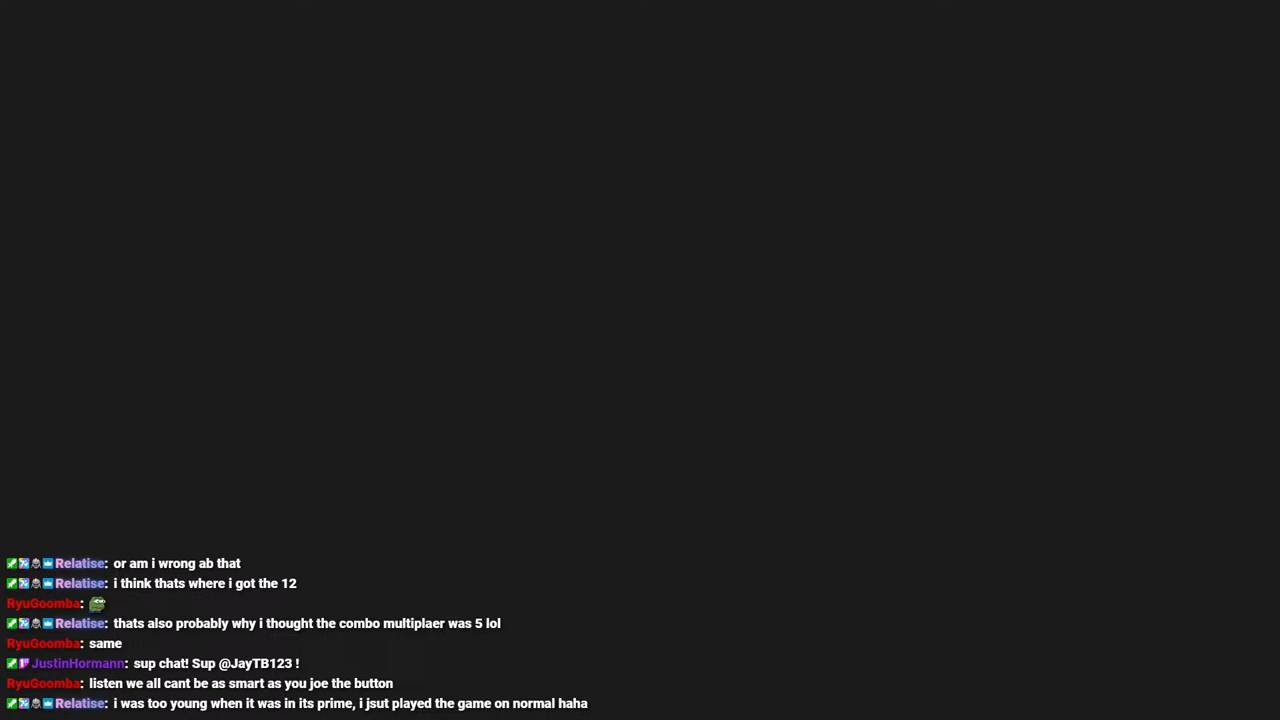 Relatise: or am i wrong ab that
Relatise: i think thats where i got the 12
RyuGoomba:
Relatise: thats also probably why i thought the combo multiplaer was 5 lol
RyuGoomba: same
JustinHormann: sup chat! Sup @JayTB123 !
RyuGoomba: listen we all cant be as smart as you joe the button
Relatise: i was too young when it was in its prime, i jsut played the game on normal haha